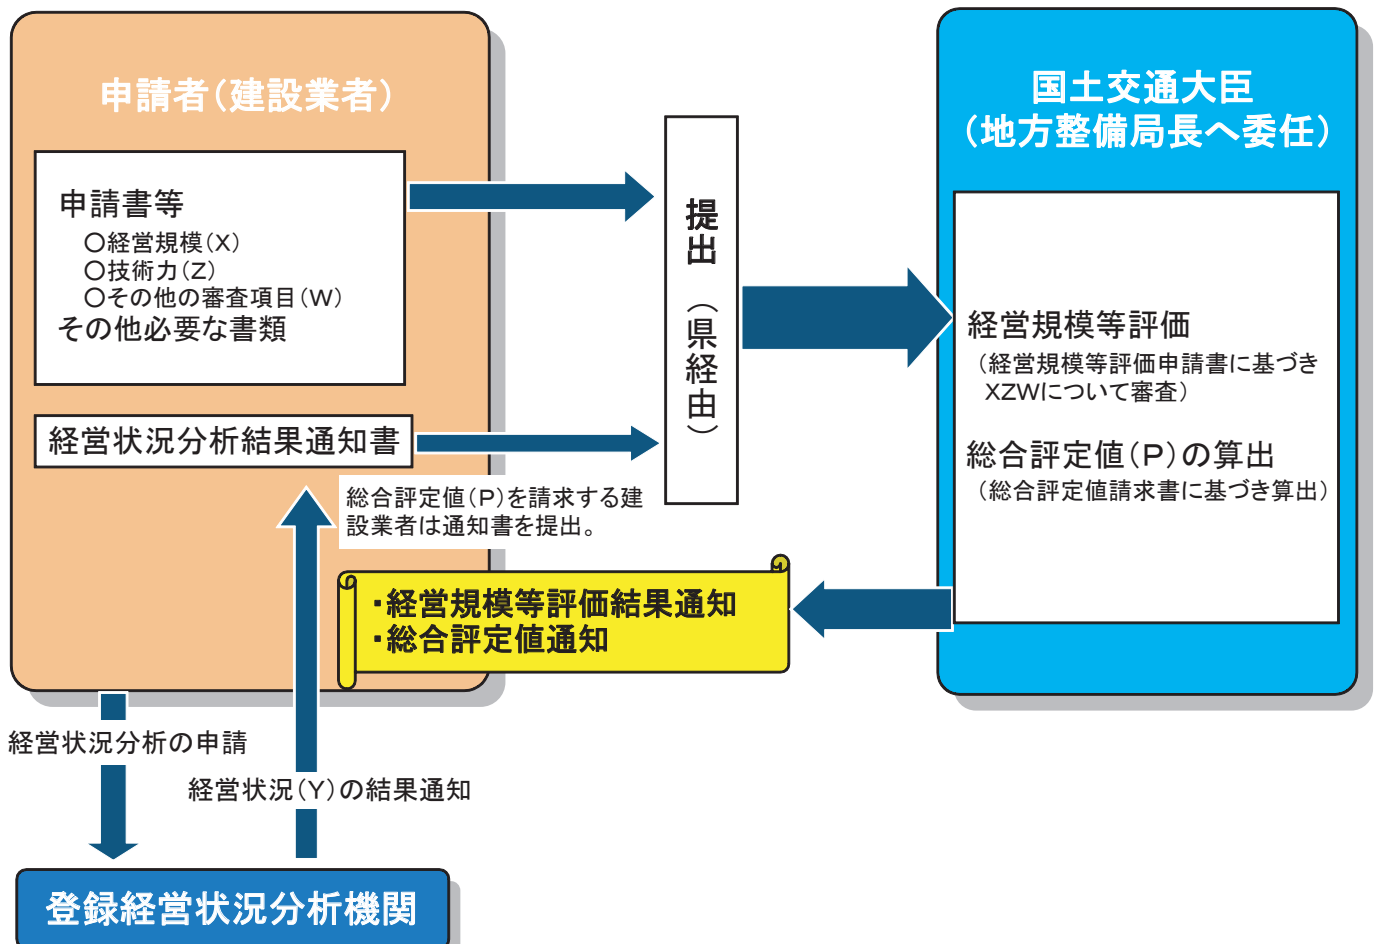 申請者(建設業者)
申請書等
○経営規模(X)
○技術力(Z)
○その他の審査項目(W)
その他必要な書類
経営状況分析結果通知書
総合評定値(P)を請求する建
設業者は通知書を提出。
提出（県経由）
国土交通大臣
(地方整備局長へ委任)
経営規模等評価
(経営規模等評価申請書に基づき
XZWについて審査)
総合評定値(P)の算出
(総合評定値請求書に基づき算出)
・経営規模等評価結果通知
・総合評定値通知
経営状況分析の申請
経営状況(Y)の結果通知
登録経営状況分析機関